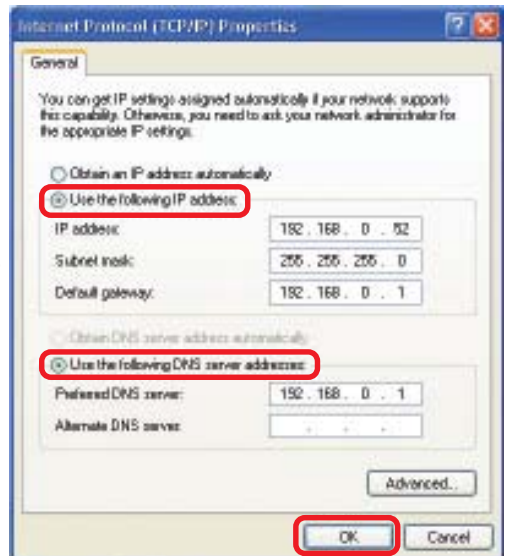 Internet Protocol (TCP/IP) Properties
General
You can get IP settings assigned automatically if your network supports
this capability. Otherwise, you need to ask your network administrator for
the appropriate IP settings.
Obtain an IP address automatically
Use the following IP address:
IP address: 192 . 168 . 0 . 52
Subnet mask: 255 . 255 . 255 . 0
Default gateway: 192 . 168 . 0 . 1
Obtain DNS server address automatically
Use the following DNS server addresses:
Preferred DNS server: 192 . 168 . 0 . 1
Alternate DNS server: . . .
Advanced...
OK Cancel